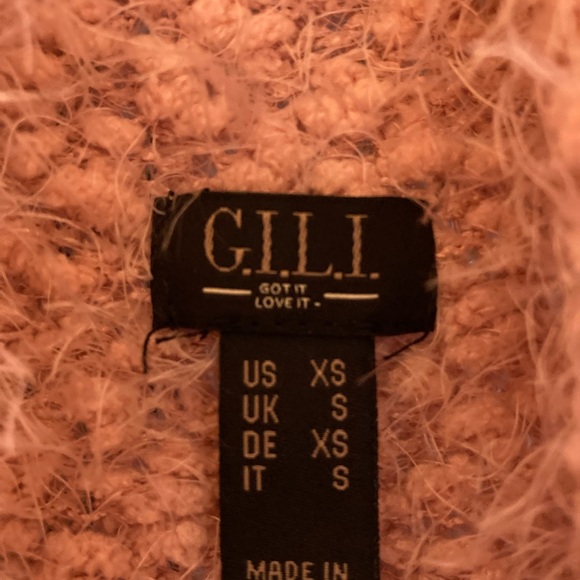 G.I.L.I.
GOT IT
LOVE IT -
US XS
UK S
DE XS
IT S
MADE IN